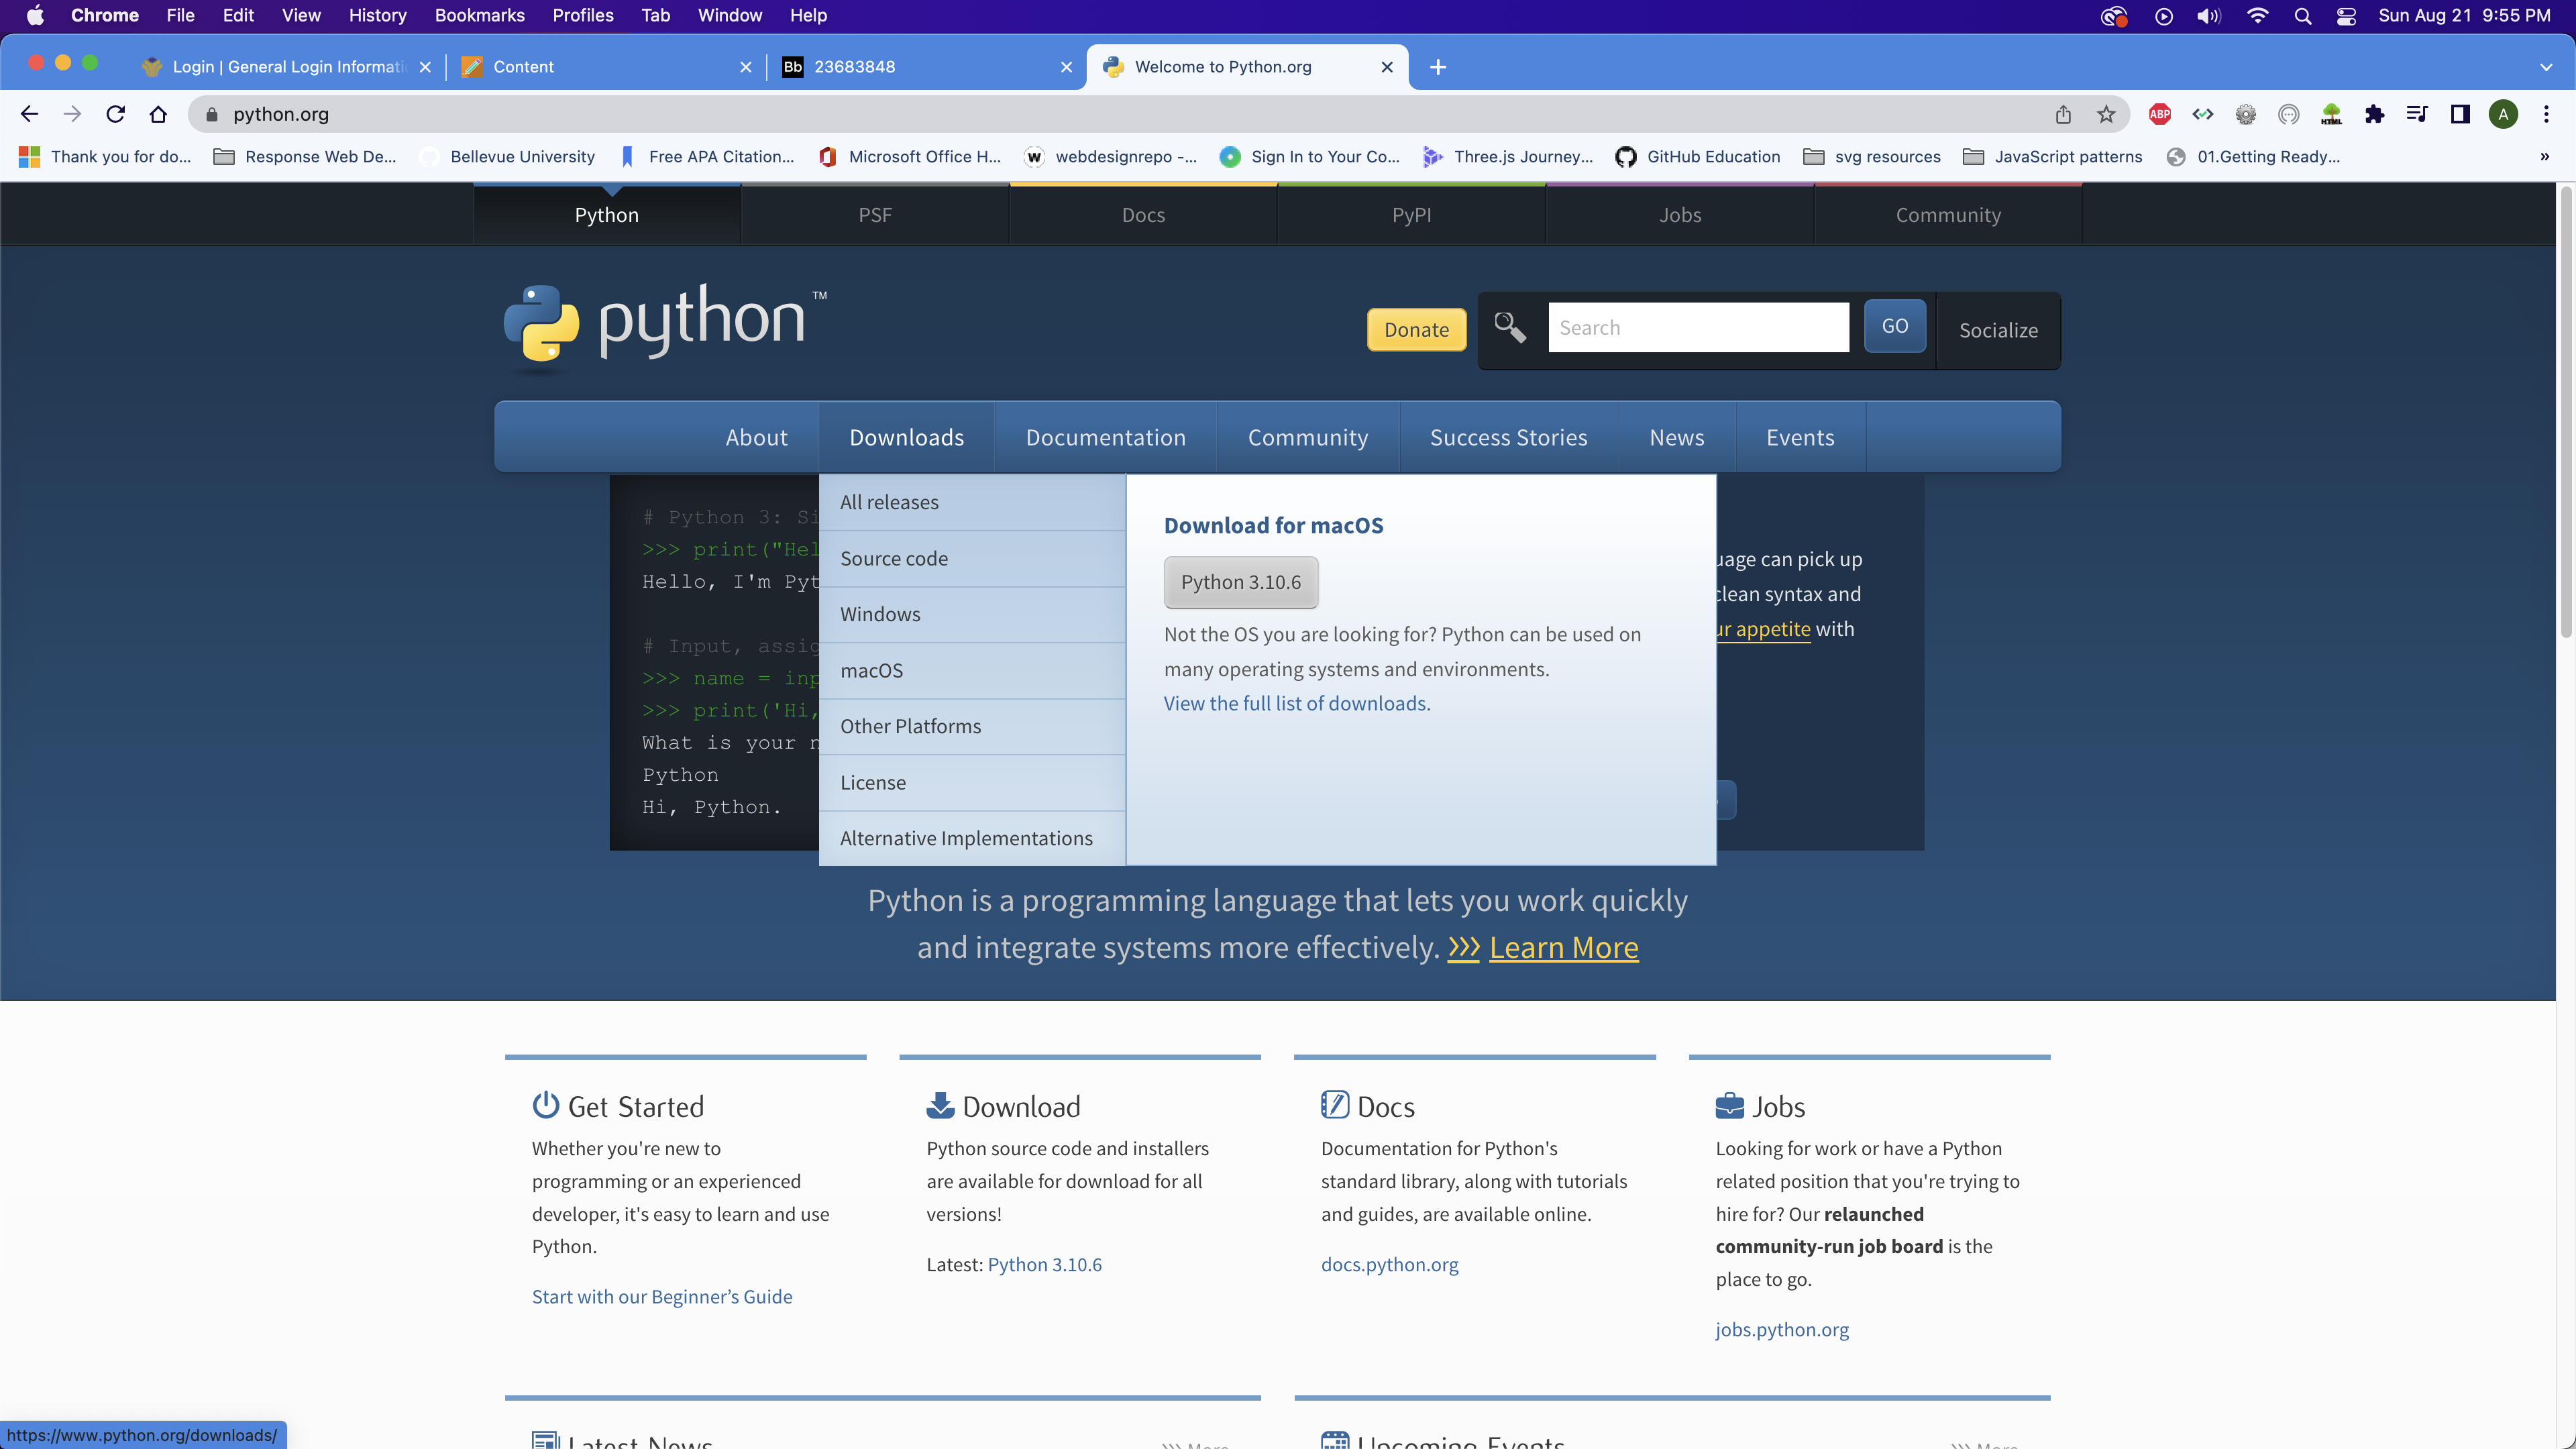 Chrome File Edit View History Bookmarks Profiles Tab Window Help Sun Aug 21 9:55 PM
Login | General Login Informati Content Bb 23683848 Welcome to Python.org
python.org ABP HTML A
Thank you for do... Response Web De... Bellevue University Free APA Citation... Microsoft Office H... W webdesignrepo -... Sign In to Your Co... Three.js Journey... GitHub Education svg resources JavaScript patterns 01.Getting Ready... »
Python PSF Docs PyPI Jobs Community
python ™
Donate Search GO Socialize
About Downloads Documentation Community Success Stories News Events
# Python 3: Si
>>> print("Hel
Hello, I'm Pyt
# Input, assig
>>> name = inp
>>> print('Hi,
What is your n
Python
Hi, Python.
All releases
Source code
Windows
macOS
Other Platforms
License
Alternative Implementations
Download for macOS
Python 3.10.6
Not the OS you are looking for? Python can be used on
many operating systems and environments.
View the full list of downloads.
uage can pick up
clean syntax and
ur appetite with
Python is a programming language that lets you work quickly
and integrate systems more effectively. >>> Learn More
Get Started
Whether you're new to
programming or an experienced
developer, it's easy to learn and use
Python.
Start with our Beginner’s Guide
Download
Python source code and installers
are available for download for all
versions!
Latest: Python 3.10.6
Docs
Documentation for Python's
standard library, along with tutorials
and guides, are available online.
docs.python.org
Jobs
Looking for work or have a Python
related position that you're trying to
hire for? Our relaunched
community-run job board is the
place to go.
jobs.python.org
Latest News >>> More
Upcoming Events >>> More
https://www.python.org/downloads/